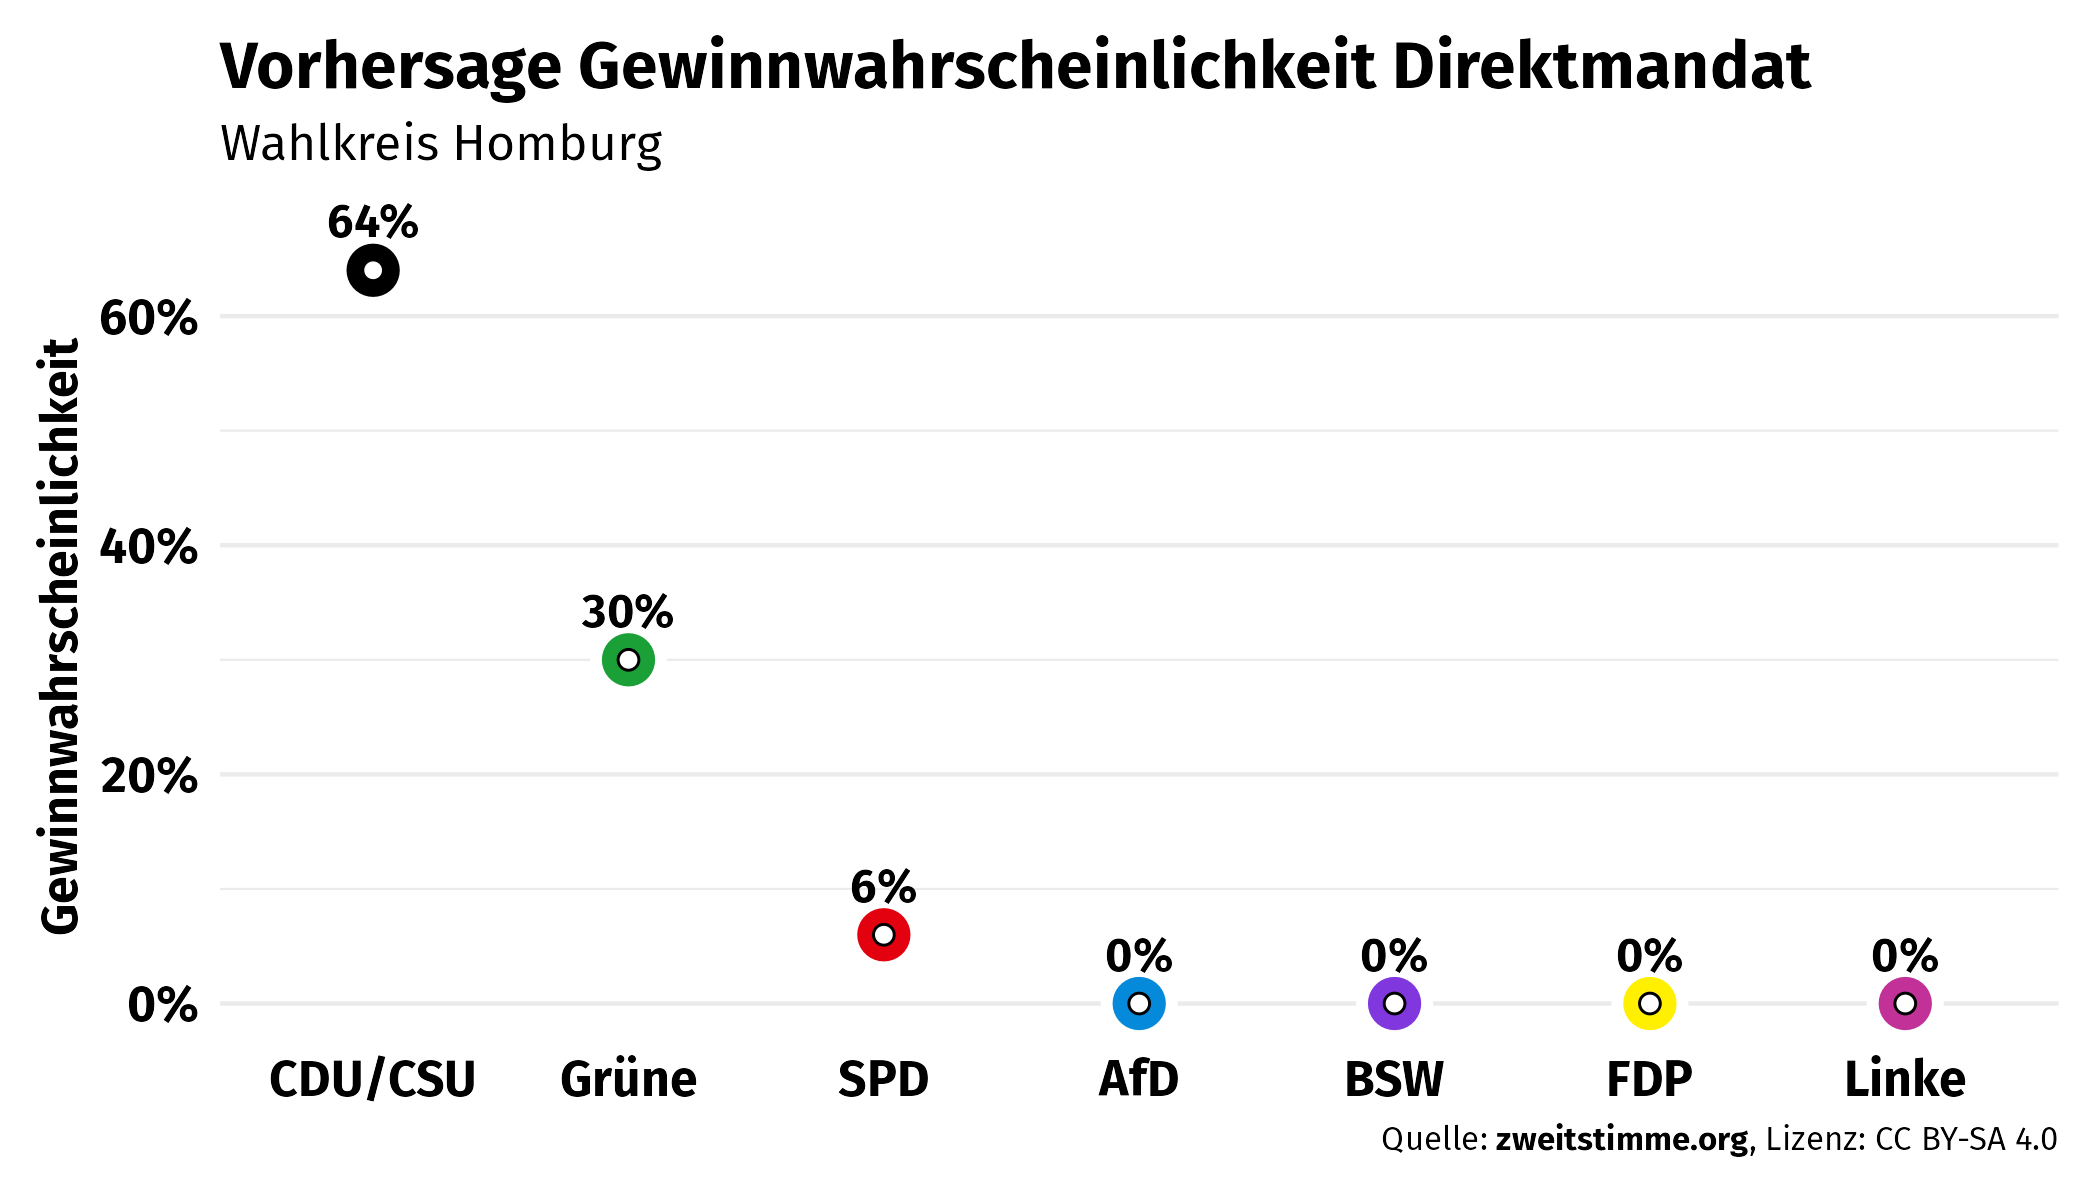 Vorhersage Gewinnwahrscheinlichkeit Direktmandat
Wahlkreis Homburg
Gewinnwahrscheinlichkeit
60%
40%
20%
0%
64%
30%
6%
0%
0%
0%
0%
CDU/CSU
Grüne
SPD
AfD
BSW
FDP
Linke
Quelle: zweitstimme.org, Lizenz: CC BY-SA 4.0